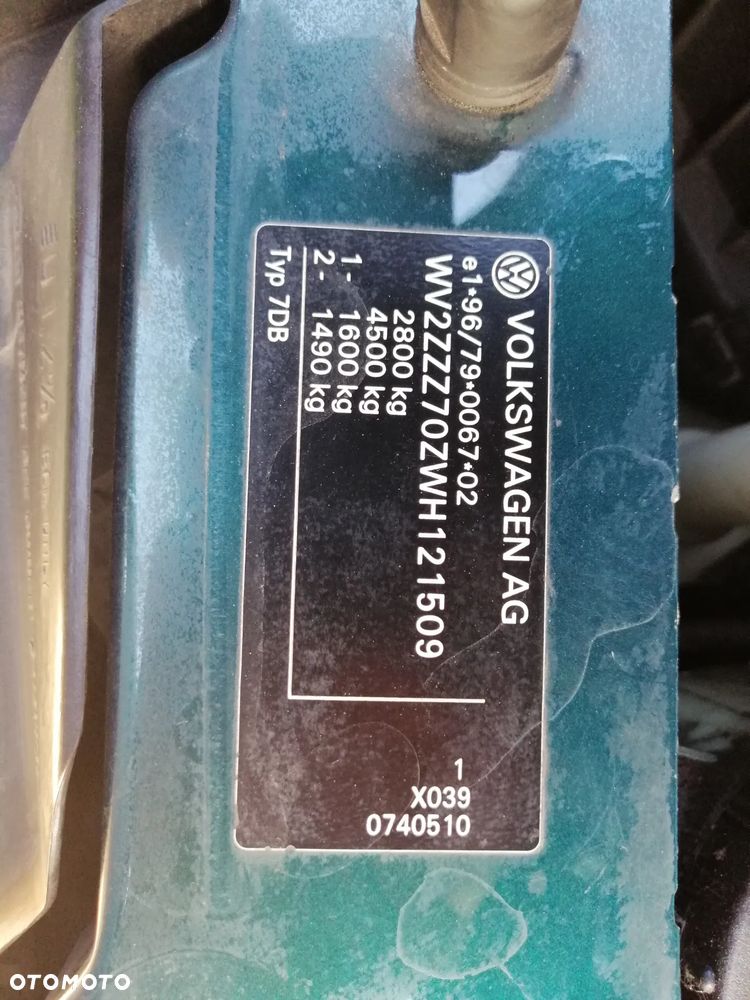 VOLKSWAGEN AG
e1*96/79*0067*02
WV2ZZZ70ZWH121509
2800 kg
4500 kg
1 - 1600 kg
2 - 1490 kg
Typ 7DB
1
X039
0740510
OTOMOTO